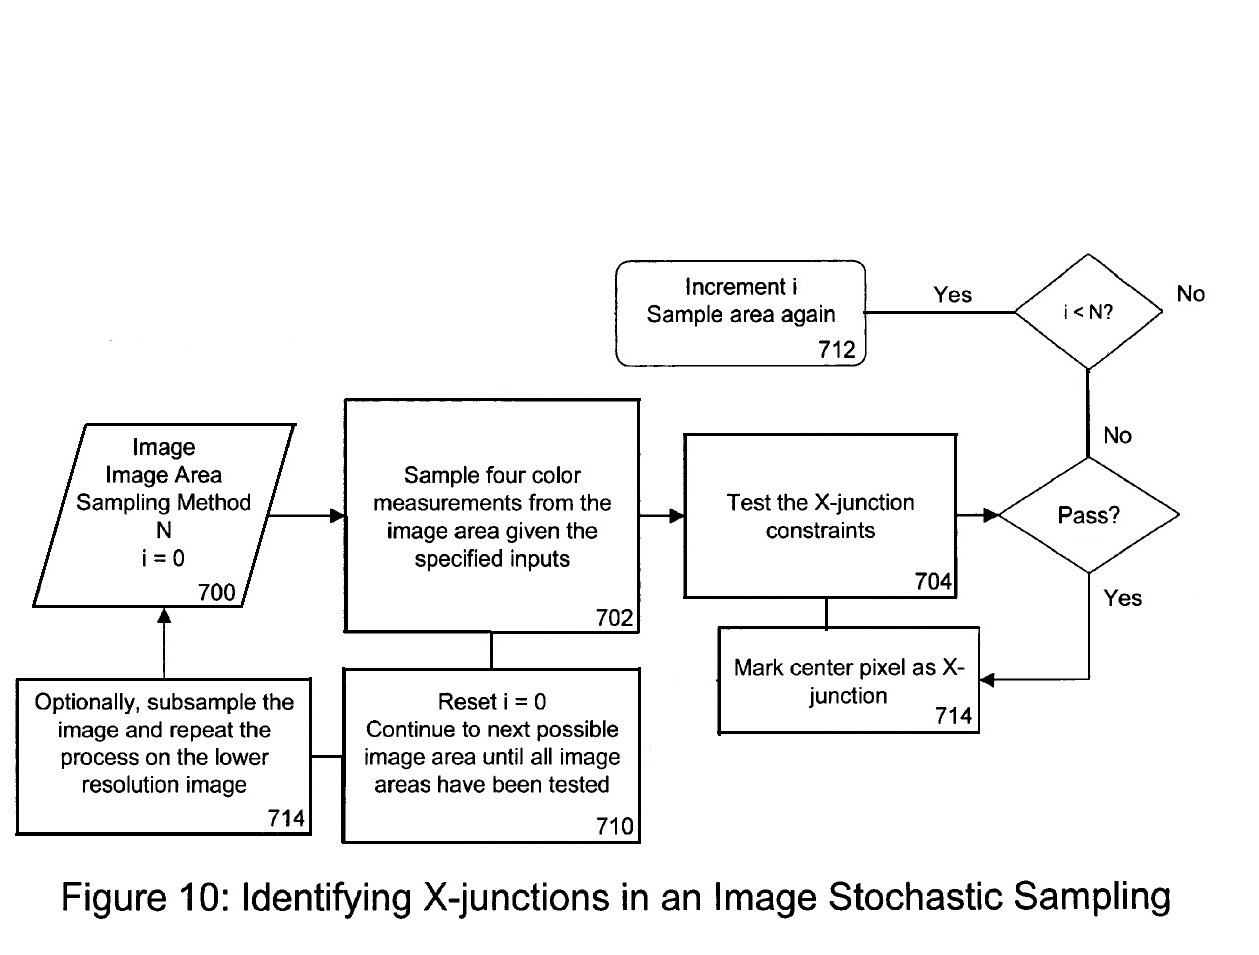 Increment i
Sample area again
712
Yes
i < N?
No
No
Image
Image Area
Sampling Method
N
i = 0
700
Sample four color
measurements from the
image area given the
specified inputs
702
Test the X-junction
constraints
704
Pass?
Yes
Optionally, subsample the
image and repeat the
process on the lower
resolution image
714
Reset i = 0
Continue to next possible
image area until all image
areas have been tested
710
Mark center pixel as X-
junction
714
Figure 10: Identifying X-junctions in an Image Stochastic Sampling